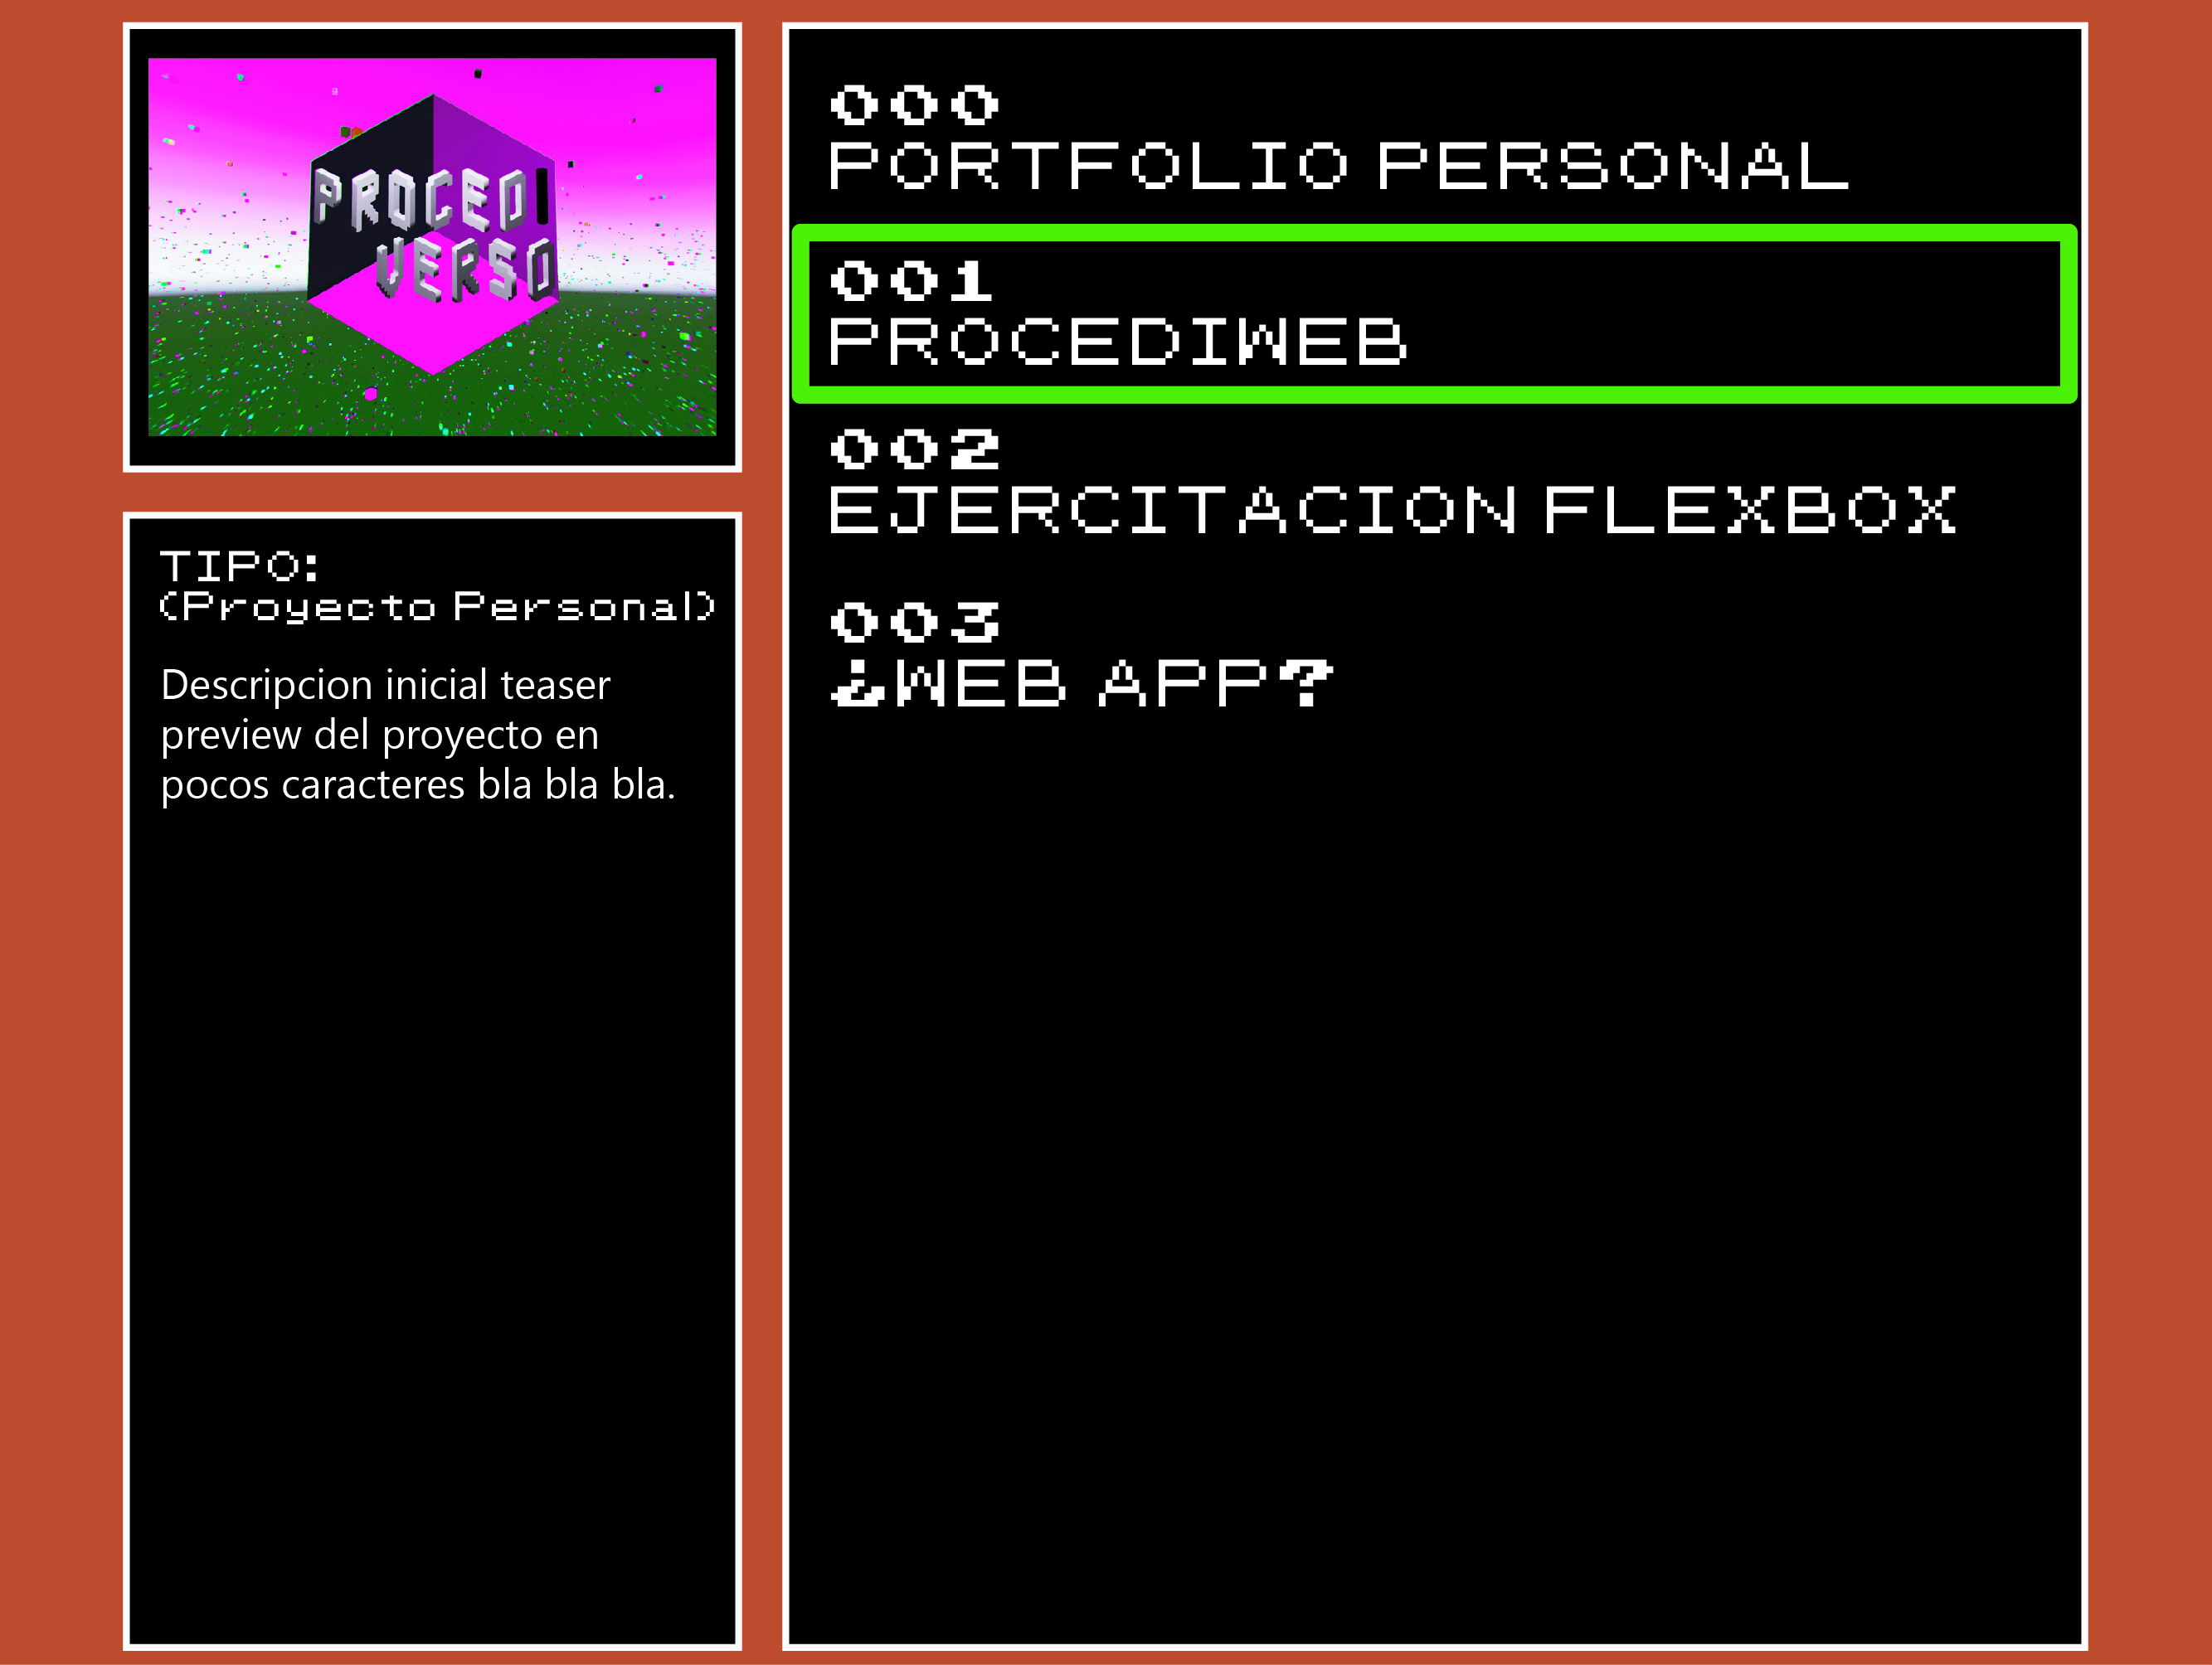 PROCEDI
VERSO
TIPO:
(Proyecto Personal)
Descripcion inicial teaser
preview del proyecto en
pocos caracteres bla bla bla.
000
PORTFOLIO PERSONAL
001
PROCEDIWEB
002
EJERCITACION FLEXBOX
003
¿WEB APP?